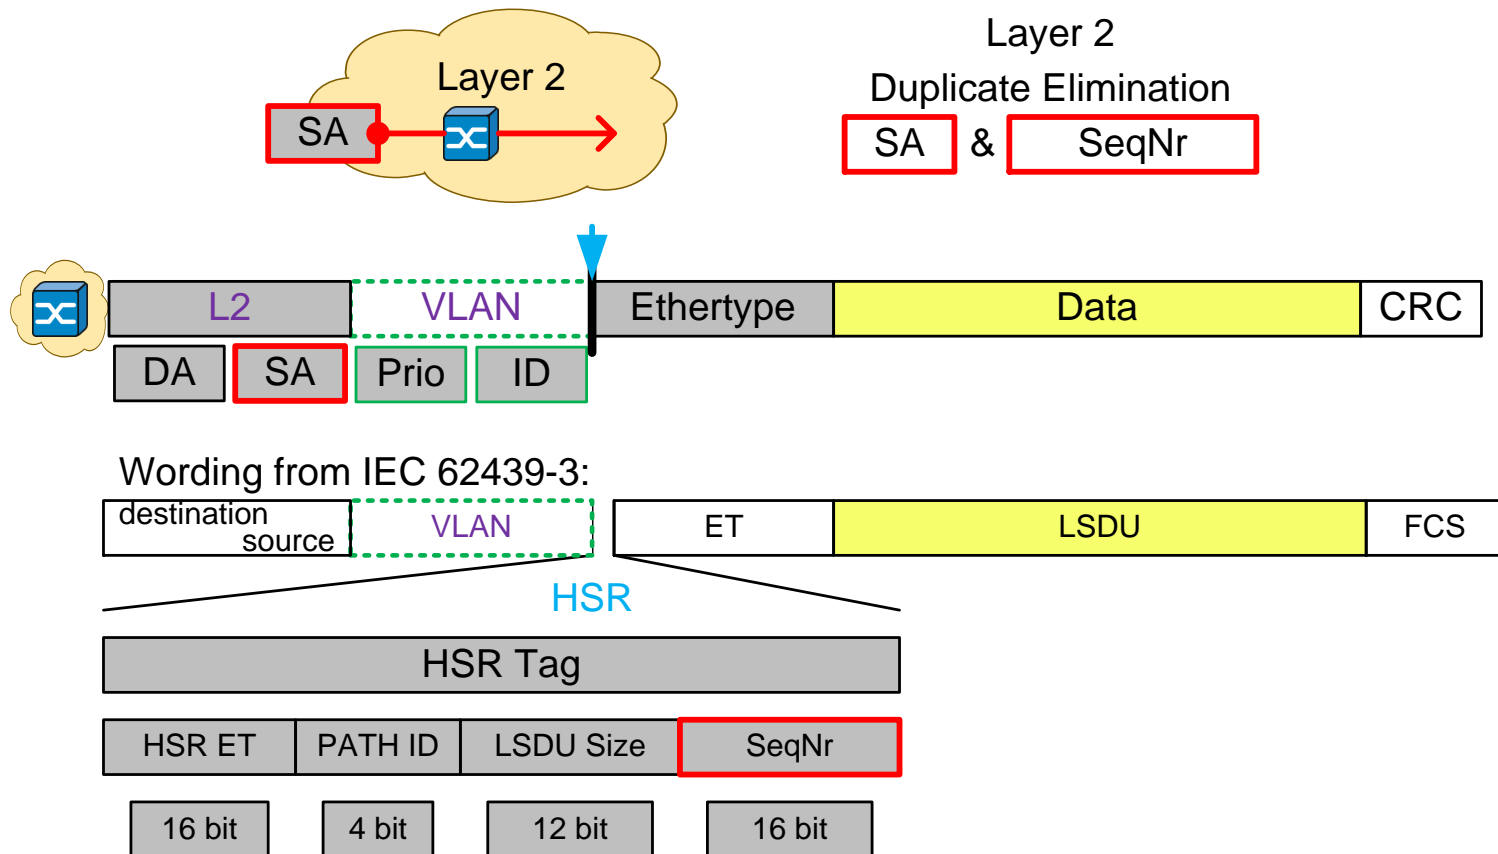 Layer 2
Layer 2
Duplicate Elimination
SA
SA & SeqNr
L2 VLAN Ethertype Data CRC
DA SA Prio ID
Wording from IEC 62439-3:
destination
source
VLAN ET LSDU FCS
HSR
HSR Tag
HSR ET PATH ID LSDU Size SeqNr
16 bit 4 bit 12 bit 16 bit